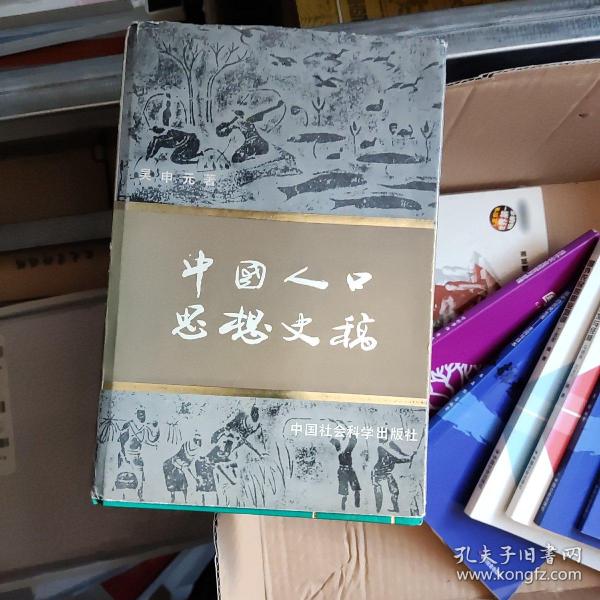 吴申元著
中國人口
思想史稿
中国社会科学出版社
孔夫子旧书网
www.kongfz.com